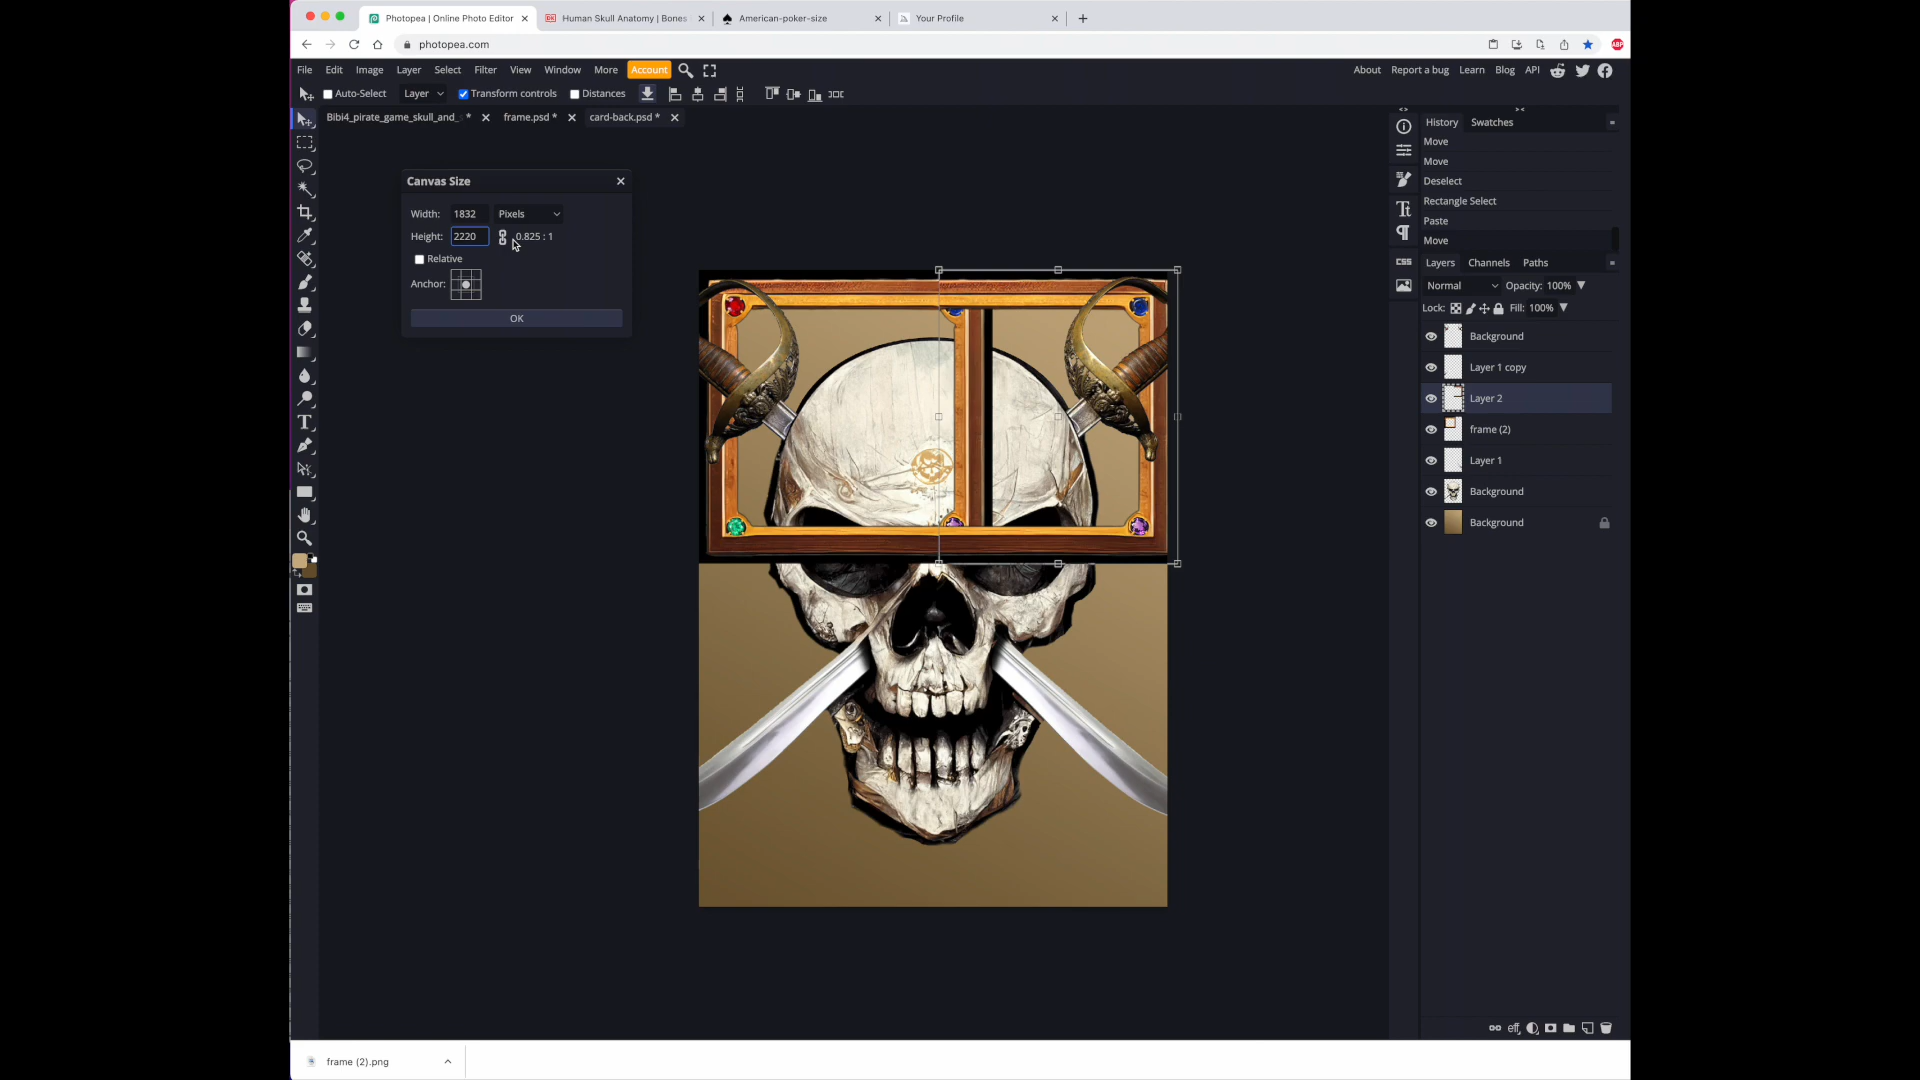 Photopea | Online Photo Editor
Human Skull Anatomy | Bones
American-poker-size
Your Profile
photopea.com
ABP
File Edit Image Layer Select Filter View Window More Account
About Report a bug Learn Blog API
Auto-Select Layer Transform controls Distances
Bibi4_pirate_game_skull_and_ *
frame.psd *
card-back.psd *
Canvas Size
Width: 1832 Pixels
Height: 2220 0.825 : 1
Relative
Anchor:
OK
History Swatches
Move
Move
Deselect
Rectangle Select
Paste
Move
Layers Channels Paths
Normal Opacity: 100%
Lock: Fill: 100%
Background
Layer 1 copy
Layer 2
frame (2)
Layer 1
Background
Background
CSS
eff
frame (2).png